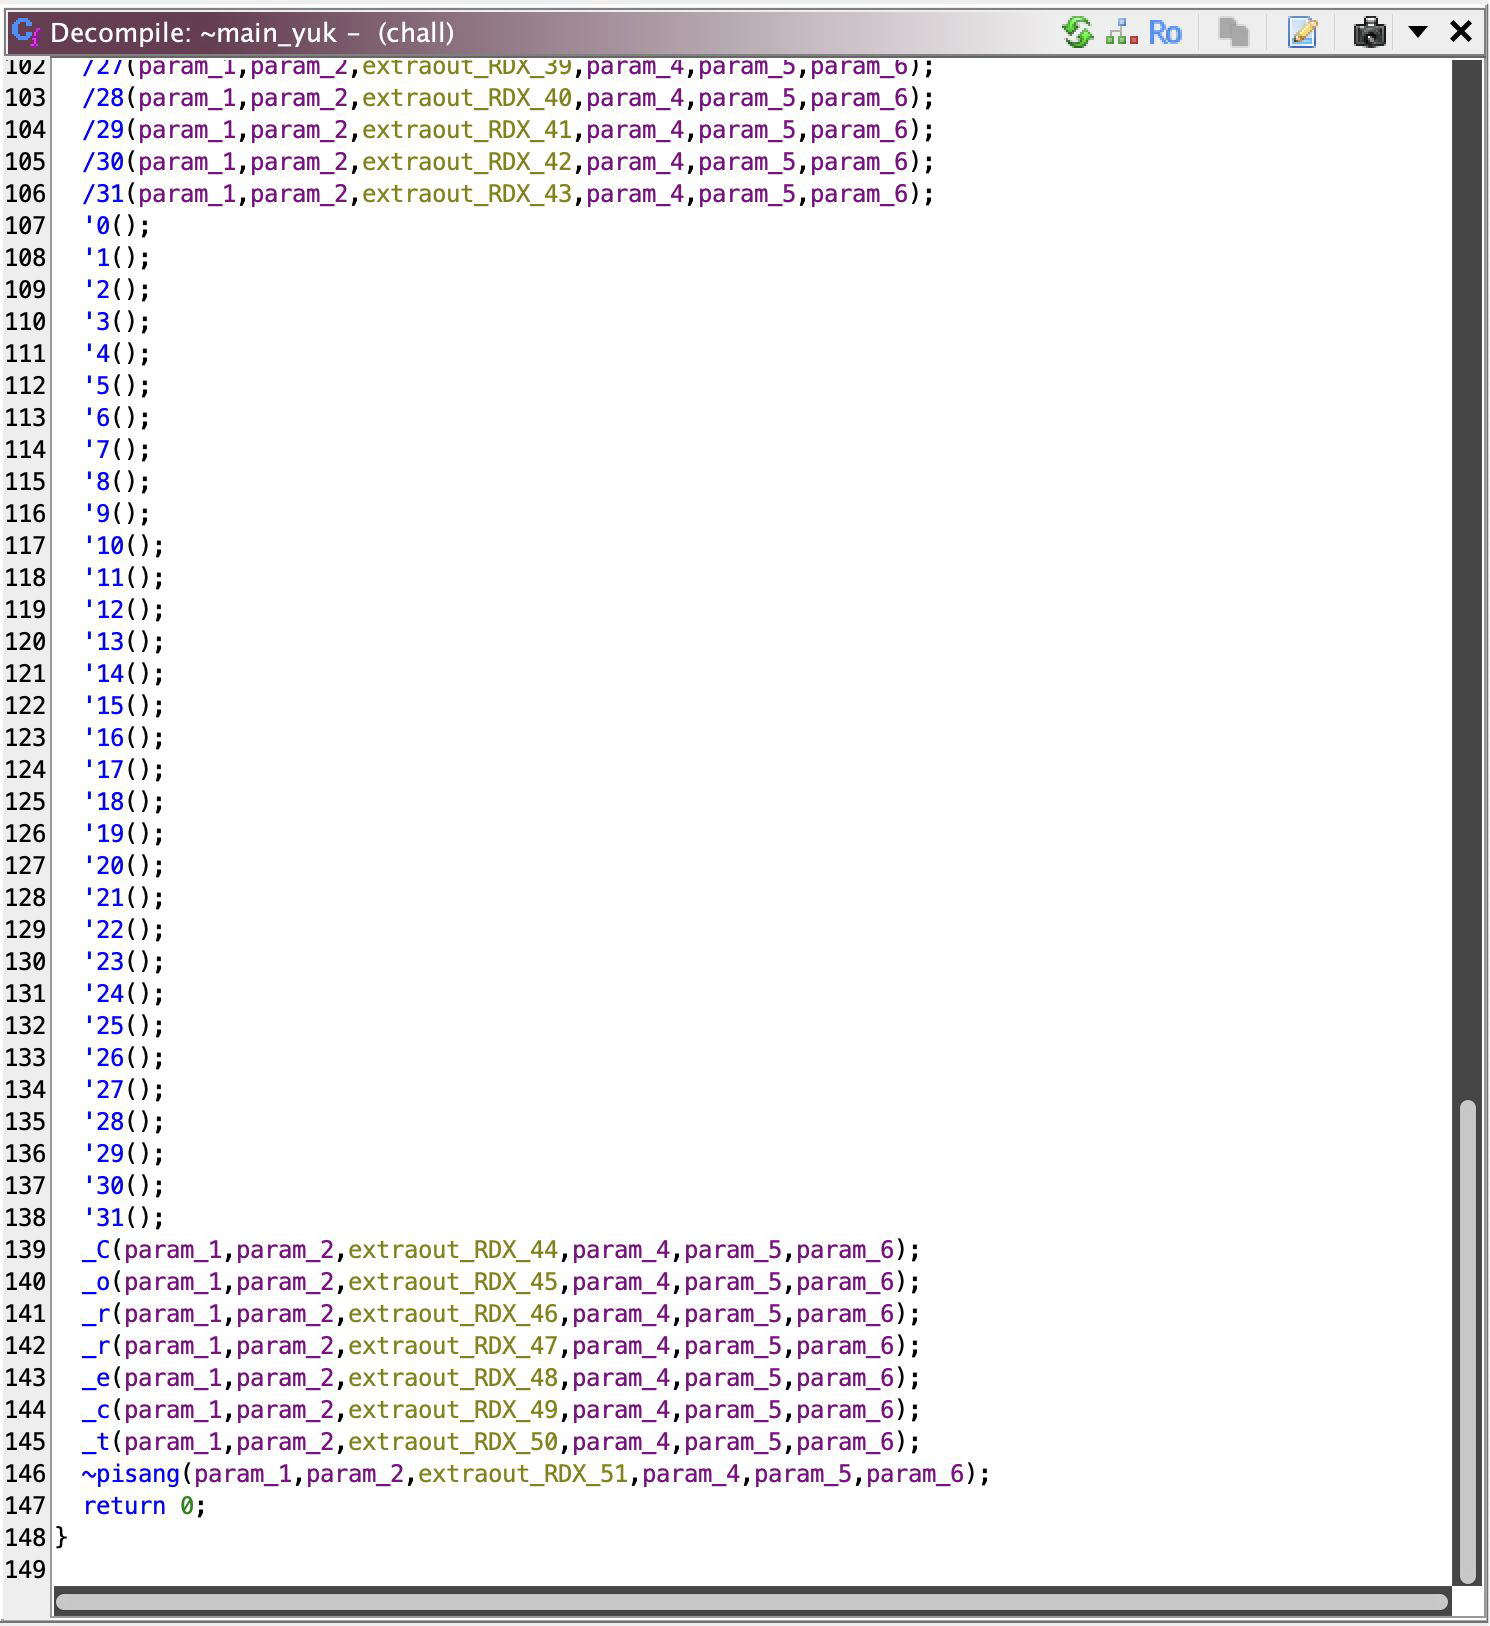 Decompile: ~main_yuk - (chall)
Ro
102 /27(param_1,param_2,extraout_RDX_39,param_4,param_5,param_6);
103 /28(param_1,param_2,extraout_RDX_40,param_4,param_5,param_6);
104 /29(param_1,param_2,extraout_RDX_41,param_4,param_5,param_6);
105 /30(param_1,param_2,extraout_RDX_42,param_4,param_5,param_6);
106 /31(param_1,param_2,extraout_RDX_43,param_4,param_5,param_6);
107 '0();
108 '1();
109 '2();
110 '3();
111 '4();
112 '5();
113 '6();
114 '7();
115 '8();
116 '9();
117 '10();
118 '11();
119 '12();
120 '13();
121 '14();
122 '15();
123 '16();
124 '17();
125 '18();
126 '19();
127 '20();
128 '21();
129 '22();
130 '23();
131 '24();
132 '25();
133 '26();
134 '27();
135 '28();
136 '29();
137 '30();
138 '31();
139 _C(param_1,param_2,extraout_RDX_44,param_4,param_5,param_6);
140 _o(param_1,param_2,extraout_RDX_45,param_4,param_5,param_6);
141 _r(param_1,param_2,extraout_RDX_46,param_4,param_5,param_6);
142 _r(param_1,param_2,extraout_RDX_47,param_4,param_5,param_6);
143 _e(param_1,param_2,extraout_RDX_48,param_4,param_5,param_6);
144 _c(param_1,param_2,extraout_RDX_49,param_4,param_5,param_6);
145 _t(param_1,param_2,extraout_RDX_50,param_4,param_5,param_6);
146 ~pisang(param_1,param_2,extraout_RDX_51,param_4,param_5,param_6);
147 return 0;
148 }
149